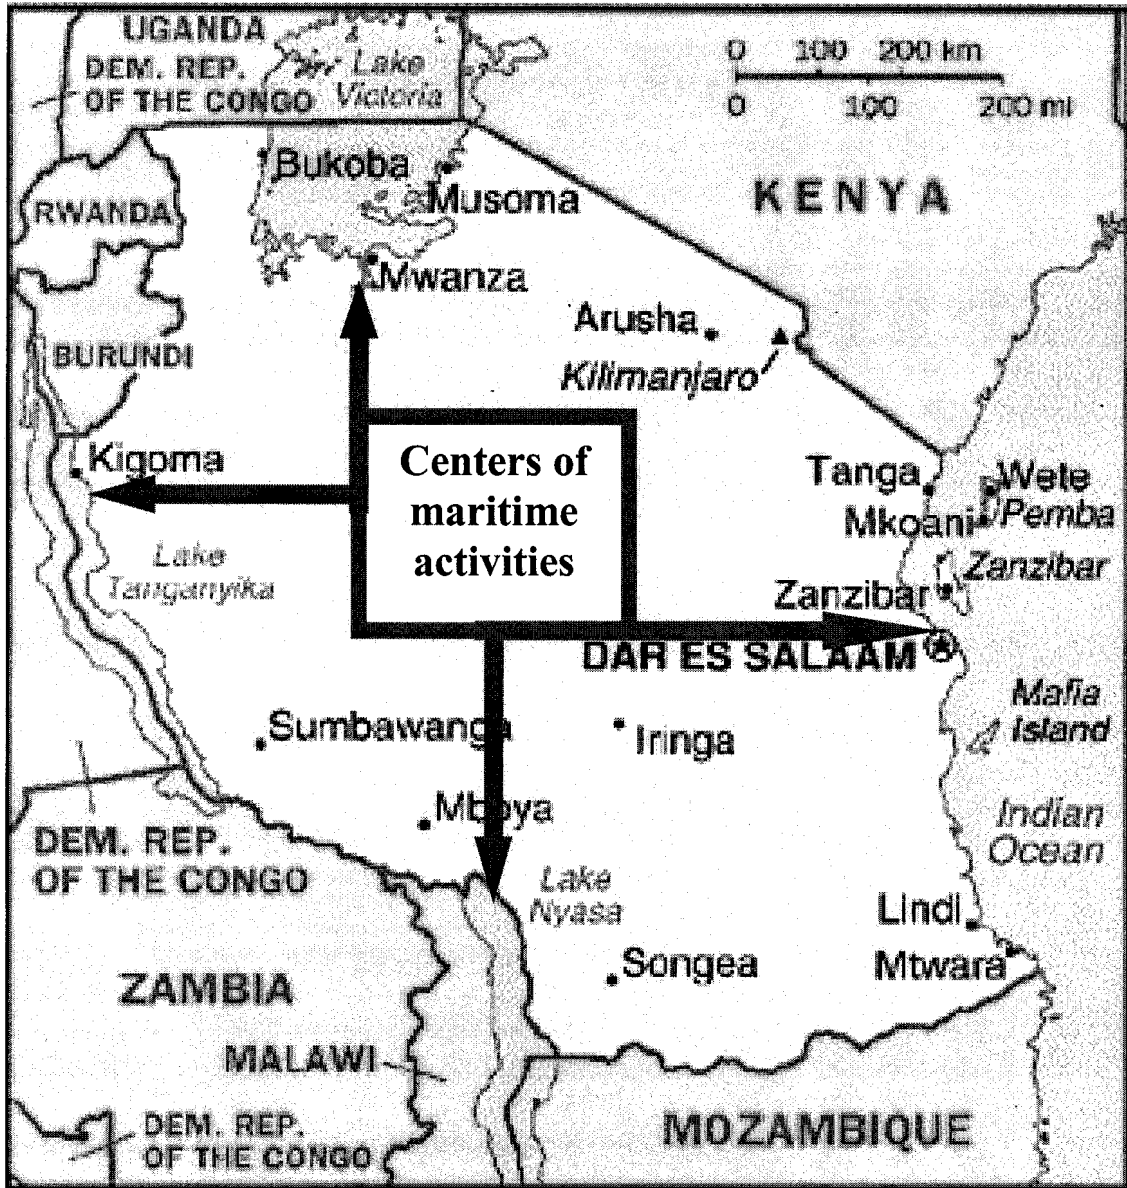 UGANDA
DEM. REP.
OF THE CONGO
Lake
Victoria
0 100 200 km
0 100 200 mi
KENYA
RWANDA
Bukoba
Musoma
Mwanza
Arusha
Kilimanjaro
BURUNDI
Kigoma
Centers of
maritime
activities
Tanga
Wete
Mkoani
Pemba
Lake
Tanganyika
Zanzibar
Zanzibar
DAR ES SALAAM
Mafia
Island
Sumbawanga
Iringa
Mbeya
Indian
Ocean
DEM. REP.
OF THE CONGO
Lake
Nyasa
Lindi
Songea
Mtwara
ZAMBIA
MALAWI
MOZAMBIQUE
DEM. REP.
OF THE CONGO